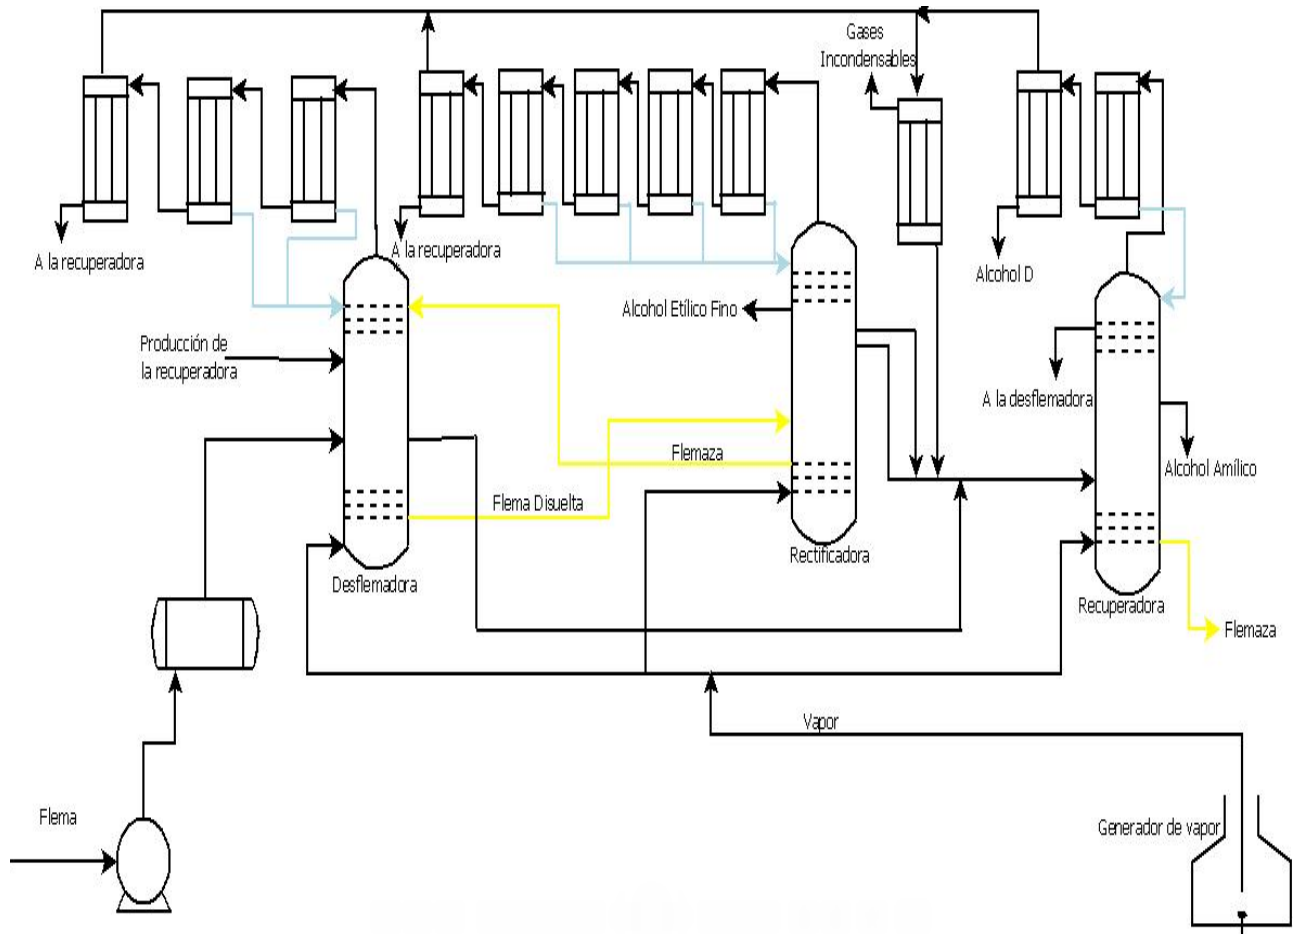 Gases
Incondensables
A la recuperadora
A la recuperadora
Alcohol D
Alcohol Etílico Fino
Producción de
la recuperadora
A la desflemadora
Flemaza
Alcohol Amílico
Flema Disuelta
Rectificadora
Desflemadora
Recuperadora
Flemaza
Vapor
Flema
Generador de vapor